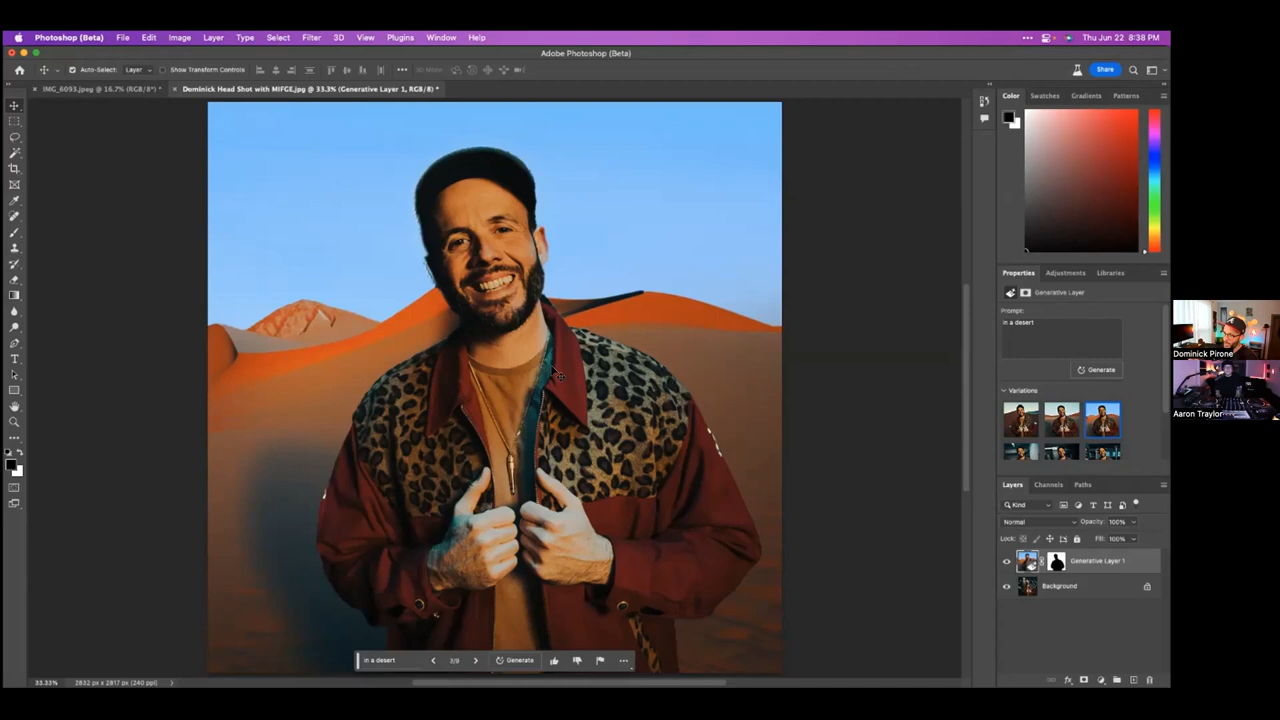 Photoshop (Beta) File Edit Image Layer Type Select Filter 3D View Plugins Window Help Thu Jun 22 8:38 PM
Adobe Photoshop (Beta)
Auto-Select: Layer Show Transform Controls 3D Mode Share
IMG_6093.jpeg @ 16.7% (RGB/8*) * Dominick Head Shot with MIFGE.jpg @ 33.3% (Generative Layer 1, RGB/8) *
Color Swatches Gradients Patterns
Properties Adjustments Libraries
Generative Layer
Prompt:
in a desert
Generate
Variations
Dominick Pirone
Aaron Traylor
Layers Channels Paths
Kind
Normal Opacity: 100%
Lock: Fill: 100%
Generative Layer 1
Background
in a desert 3/9 Generate
33.33% 2832 px x 2817 px (240 ppi)